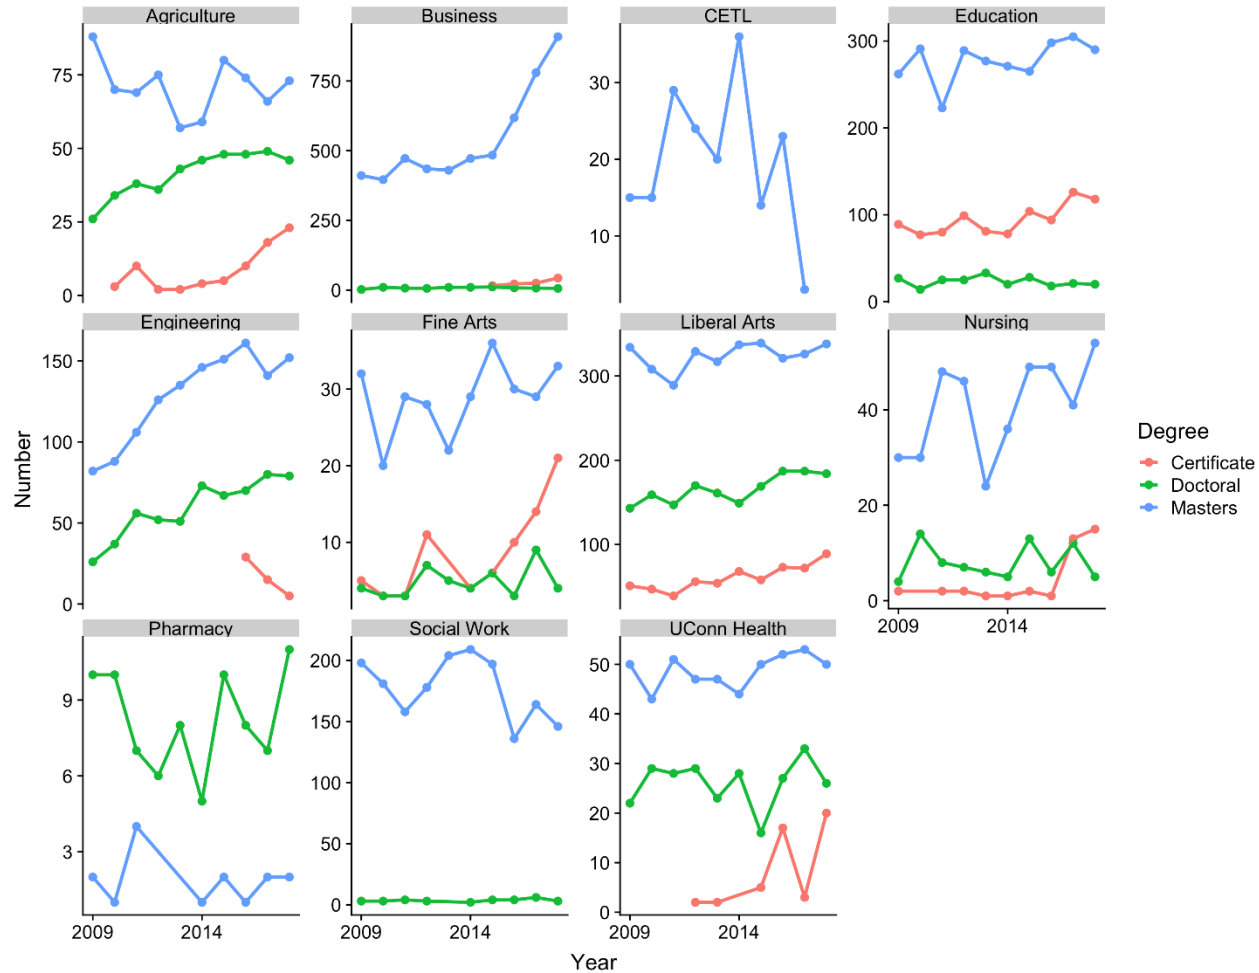 Agriculture
Business
CETL
Education
75
50
25
0
750
500
250
0
30
20
10
300
200
100
0
Engineering
Fine Arts
Liberal Arts
Nursing
150
100
50
0
30
20
10
300
200
100
40
20
0
2009 2014
Pharmacy
Social Work
UConn Health
9
6
3
200
150
100
50
0
50
40
30
20
10
0
2009 2014
2009 2014
2009 2014
Number
Year
Degree
Certificate
Doctoral
Masters